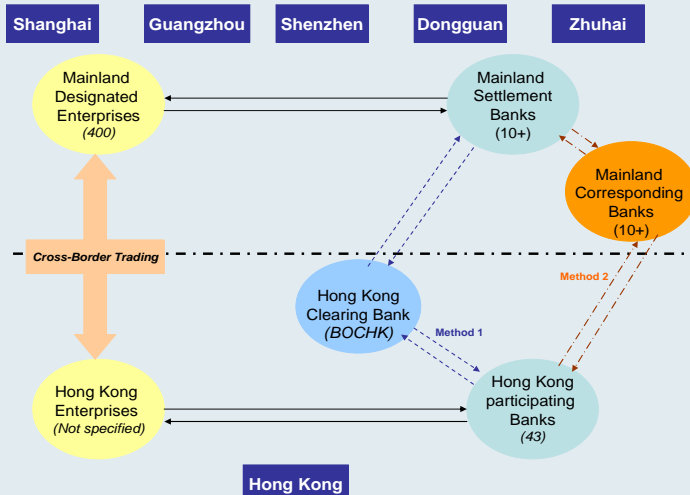 Shanghai
Guangzhou
Shenzhen
Dongguan
Zhuhai
Mainland
Designated
Enterprises
(400)
Mainland
Settlement
Banks
(10+)
Mainland
Corresponding
Banks
(10+)
Cross-Border Trading
Method 2
Hong Kong
Clearing Bank
(BOCHK)
Method 1
Hong Kong
Enterprises
(Not specified)
Hong Kong
participating
Banks
(43)
Hong Kong